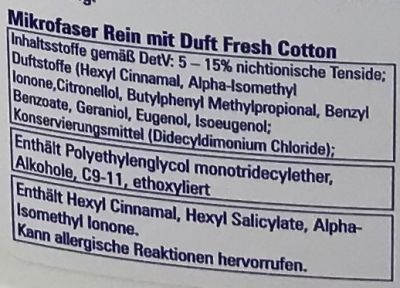 Mikrofaser Rein mit Duft Fresh Cotton
Inhaltsstoffe gemäß DetV: 5 – 15% nichtionische Tenside;
Duftstoffe (Hexyl Cinnamal, Alpha-Isomethyl
Ionone,Citronellol, Butylphenyl Methylpropional, Benzyl
Benzoate, Geraniol, Eugenol, Isoeugenol;
Konservierungsmittel (Didecyldimonium Chloride);
Enthält Polyethylenglycol monotridecylether,
Alkohole, C9-11, ethoxyliert
Enthält Hexyl Cinnamal, Hexyl Salicylate, Alpha-
Isomethyl Ionone.
Kann allergische Reaktionen hervorrufen.